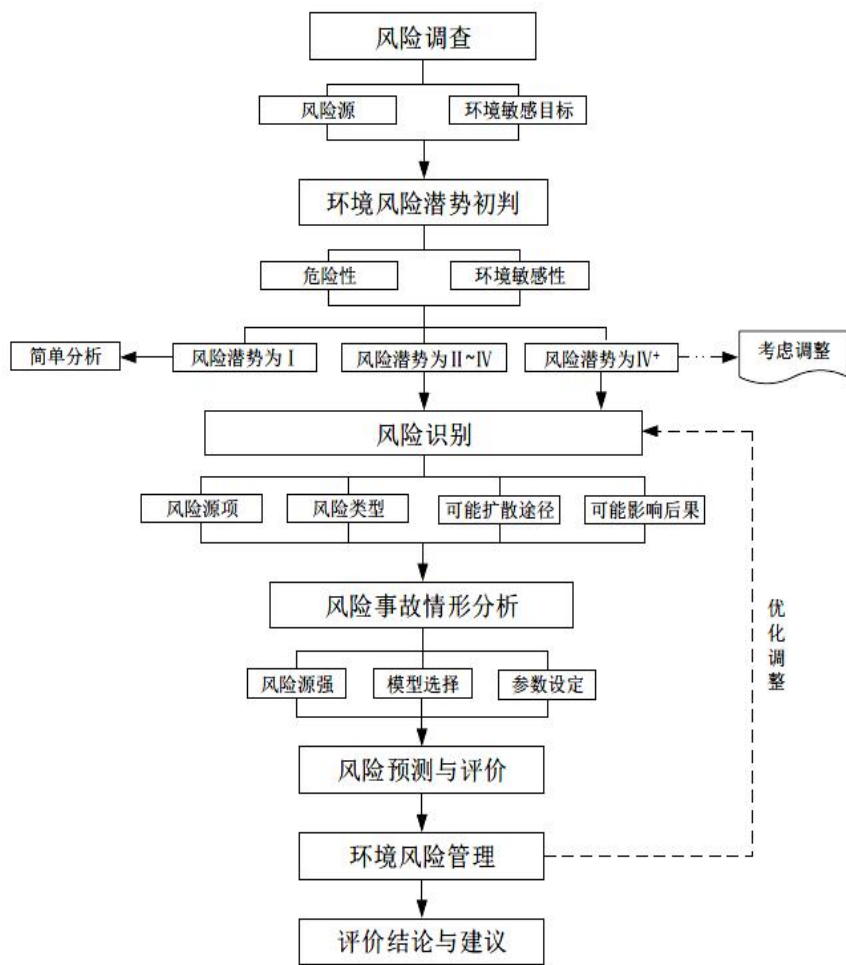 风险调查
风险源
环境敏感目标
环境风险潜势初判
危险性
环境敏感性
简单分析
风险潜势为Ⅰ
风险潜势为Ⅱ~Ⅳ
风险潜势为Ⅳ⁺
考虑调整
风险识别
风险源项
风险类型
可能扩散途径
可能影响后果
风险事故情形分析
优化调整
风险源强
模型选择
参数设定
风险预测与评价
环境风险管理
评价结论与建议